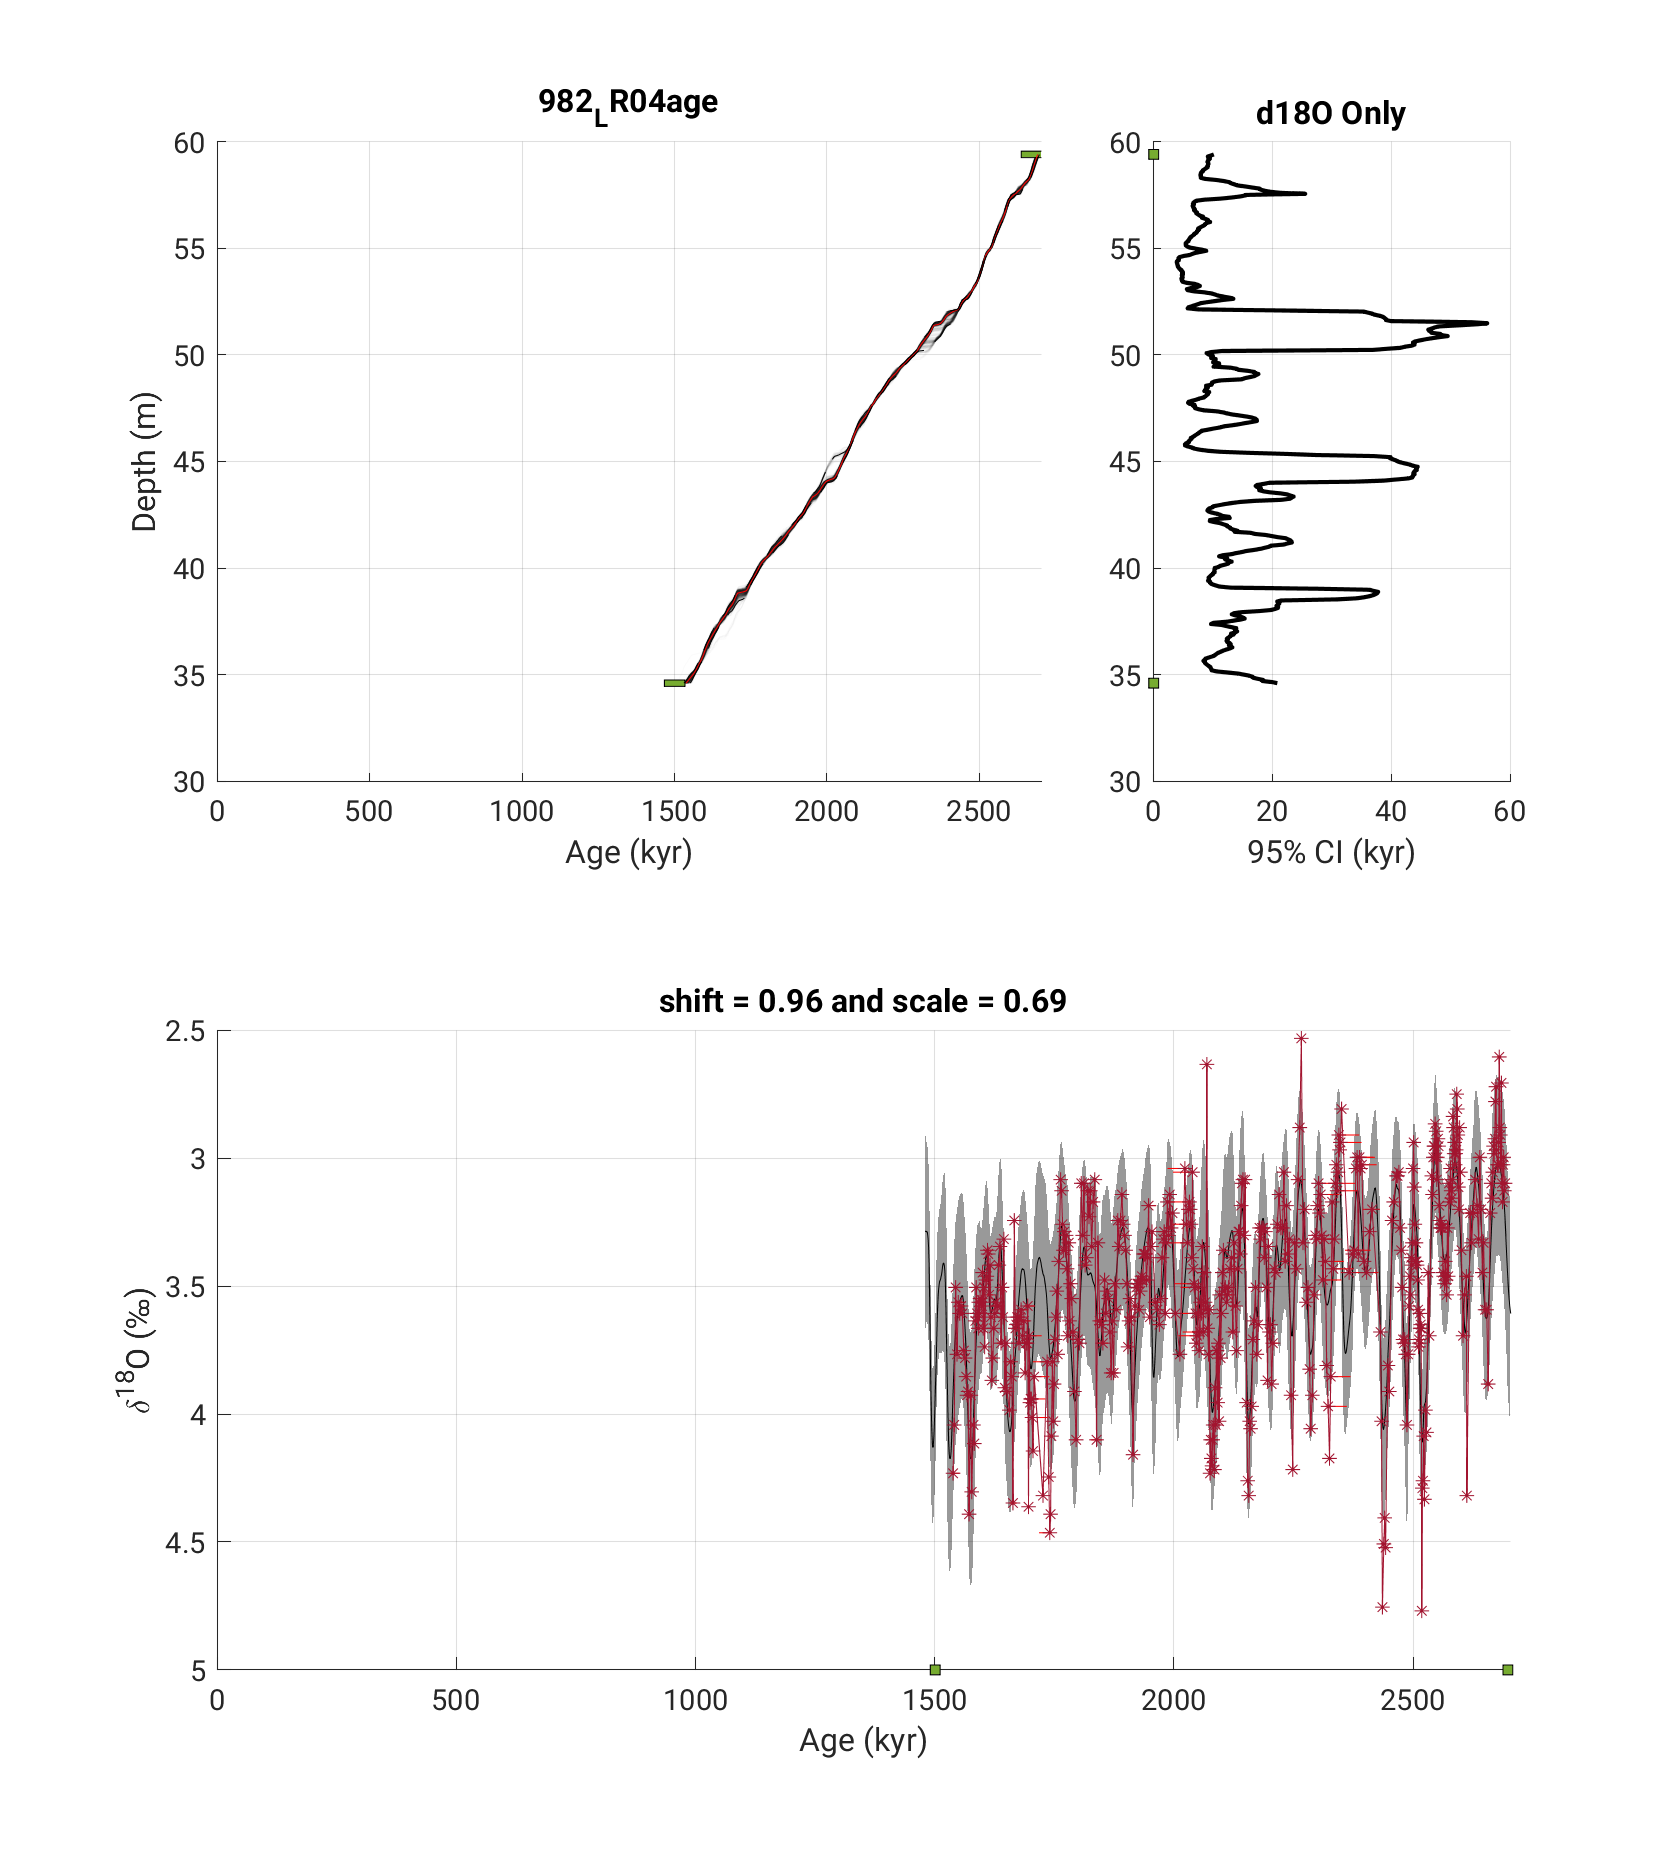 982LR04age
60
55
50
45
40
35
30
0 500 1000 1500 2000 2500
Depth (m)
Age (kyr)
d18O Only
60
55
50
45
40
35
30
0 20 40 60
95% CI (kyr)
shift = 0.96 and scale = 0.69
2.5
3
3.5
4
4.5
5
0 500 1000 1500 2000 2500
δ18O (‰)
Age (kyr)